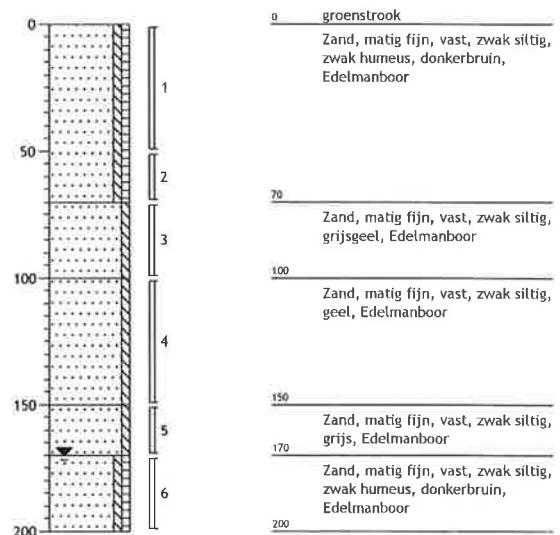 0
50
100
150
200
1
2
3
4
5
6
0 groenstrook
Zand, matig fijn, vast, zwak siltig,
zwak humeus, donkerbruin,
Edelmanboor
70
Zand, matig fijn, vast, zwak siltig,
grijsgeel, Edelmanboor
100
Zand, matig fijn, vast, zwak siltig,
geel, Edelmanboor
150
Zand, matig fijn, vast, zwak siltig,
grijs, Edelmanboor
170
Zand, matig fijn, vast, zwak siltig,
zwak humeus, donkerbruin,
Edelmanboor
200